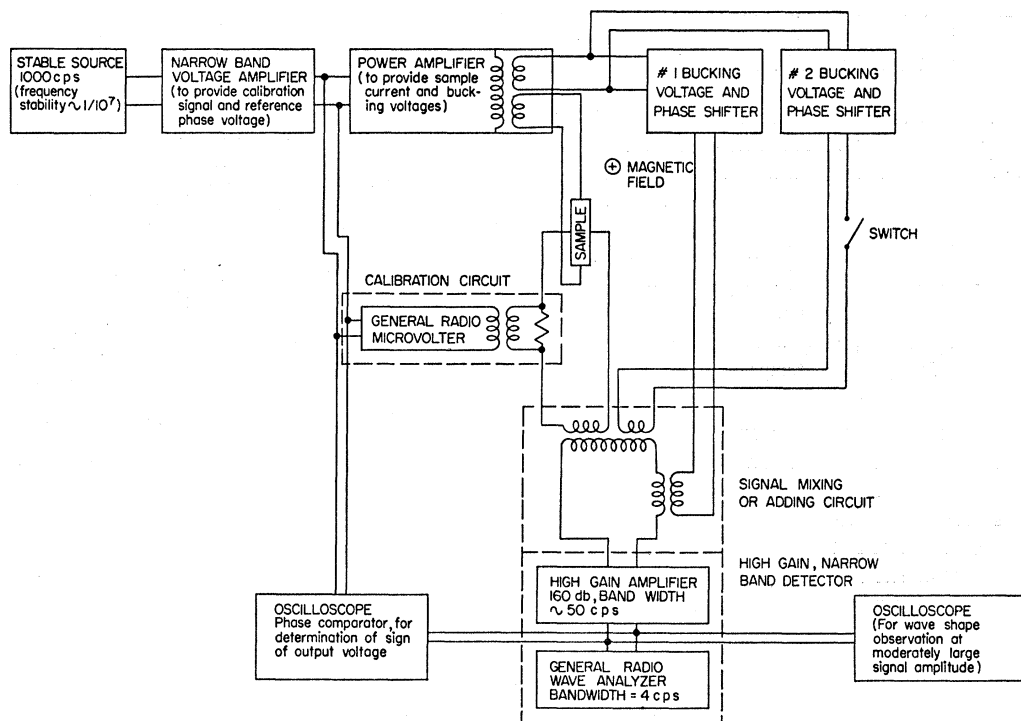 STABLE SOURCE
1000 cps
(frequency
stability ~ 1/10⁷)
NARROW BAND
VOLTAGE AMPLIFIER
(to provide calibration
signal and reference
phase voltage)
POWER AMPLIFIER
(to provide sample
current and buck-
ing voltages)
# 1 BUCKING
VOLTAGE AND
PHASE SHIFTER
# 2 BUCKING
VOLTAGE AND
PHASE SHIFTER
MAGNETIC
FIELD
SAMPLE
SWITCH
CALIBRATION CIRCUIT
GENERAL RADIO
MICROVOLTER
SIGNAL MIXING
OR ADDING CIRCUIT
HIGH GAIN, NARROW
BAND DETECTOR
HIGH GAIN AMPLIFIER
160 db, BAND WIDTH
~ 50 cps
OSCILLOSCOPE
Phase comparator, for
determination of sign
of output voltage
OSCILLOSCOPE
(For wave shape
observation at
moderately large
signal amplitude)
GENERAL RADIO
WAVE ANALYZER
BANDWIDTH = 4 cps